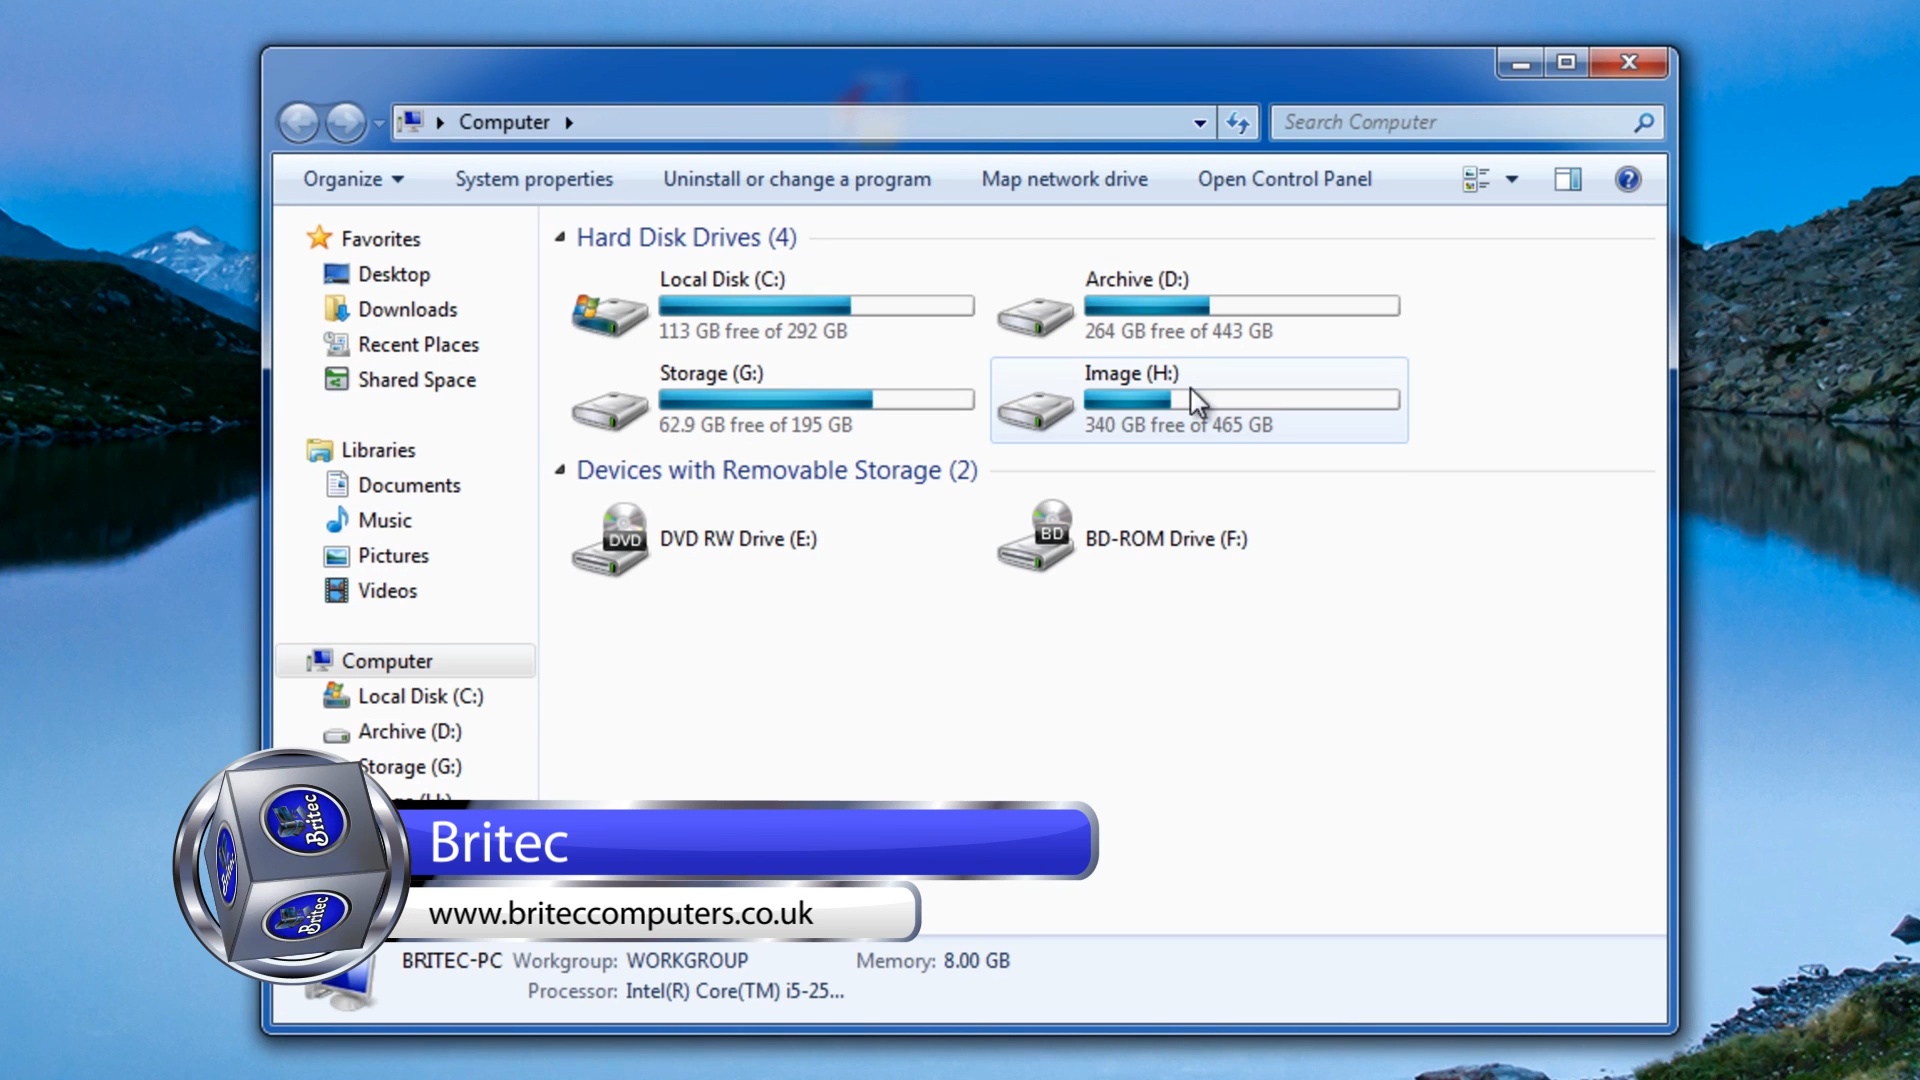 Computer
Search Computer
Organize
System properties
Uninstall or change a program
Map network drive
Open Control Panel
Favorites
Desktop
Downloads
Recent Places
Shared Space
Libraries
Documents
Music
Pictures
Videos
Computer
Local Disk (C:)
Archive (D:)
Storage (G:)
Hard Disk Drives (4)
Local Disk (C:)
113 GB free of 292 GB
Archive (D:)
264 GB free of 443 GB
Storage (G:)
62.9 GB free of 195 GB
Image (H:)
340 GB free of 465 GB
Devices with Removable Storage (2)
DVD
DVD RW Drive (E:)
BD
BD-ROM Drive (F:)
Britec
Britec
Britec
Britec
www.briteccomputers.co.uk
BRITEC-PC Workgroup: WORKGROUP Memory: 8.00 GB
Processor: Intel(R) Core(TM) i5-25...